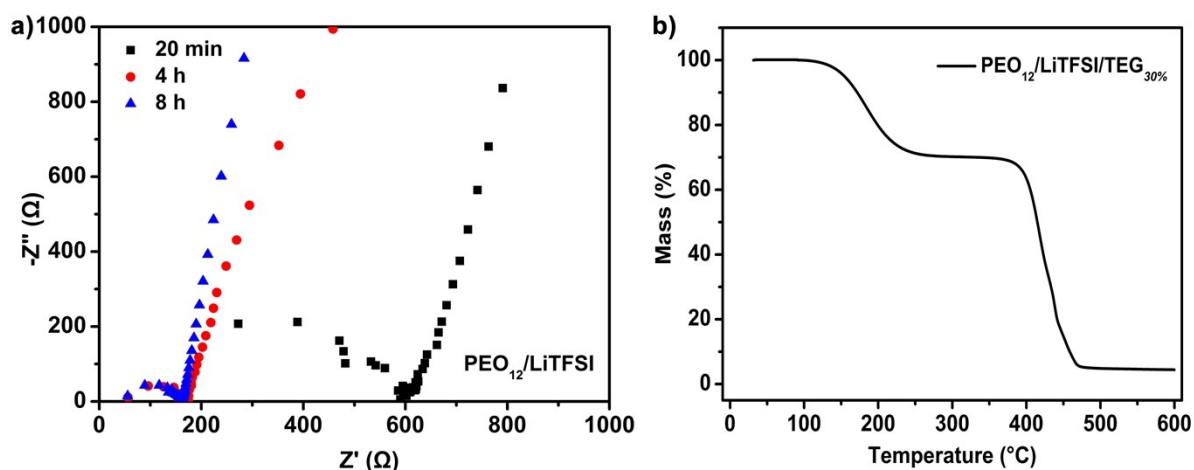 a)
20 min
4 h
8 h
PEO₁₂/LiTFSI
-Z'' (Ω)
1000
800
600
400
200
0
0 200 400 600 800 1000
Z' (Ω)
b)
PEO₁₂/LiTFSI/TEG₃₀%
Mass (%)
100
80
60
40
20
0
0 100 200 300 400 500 600
Temperature (°C)